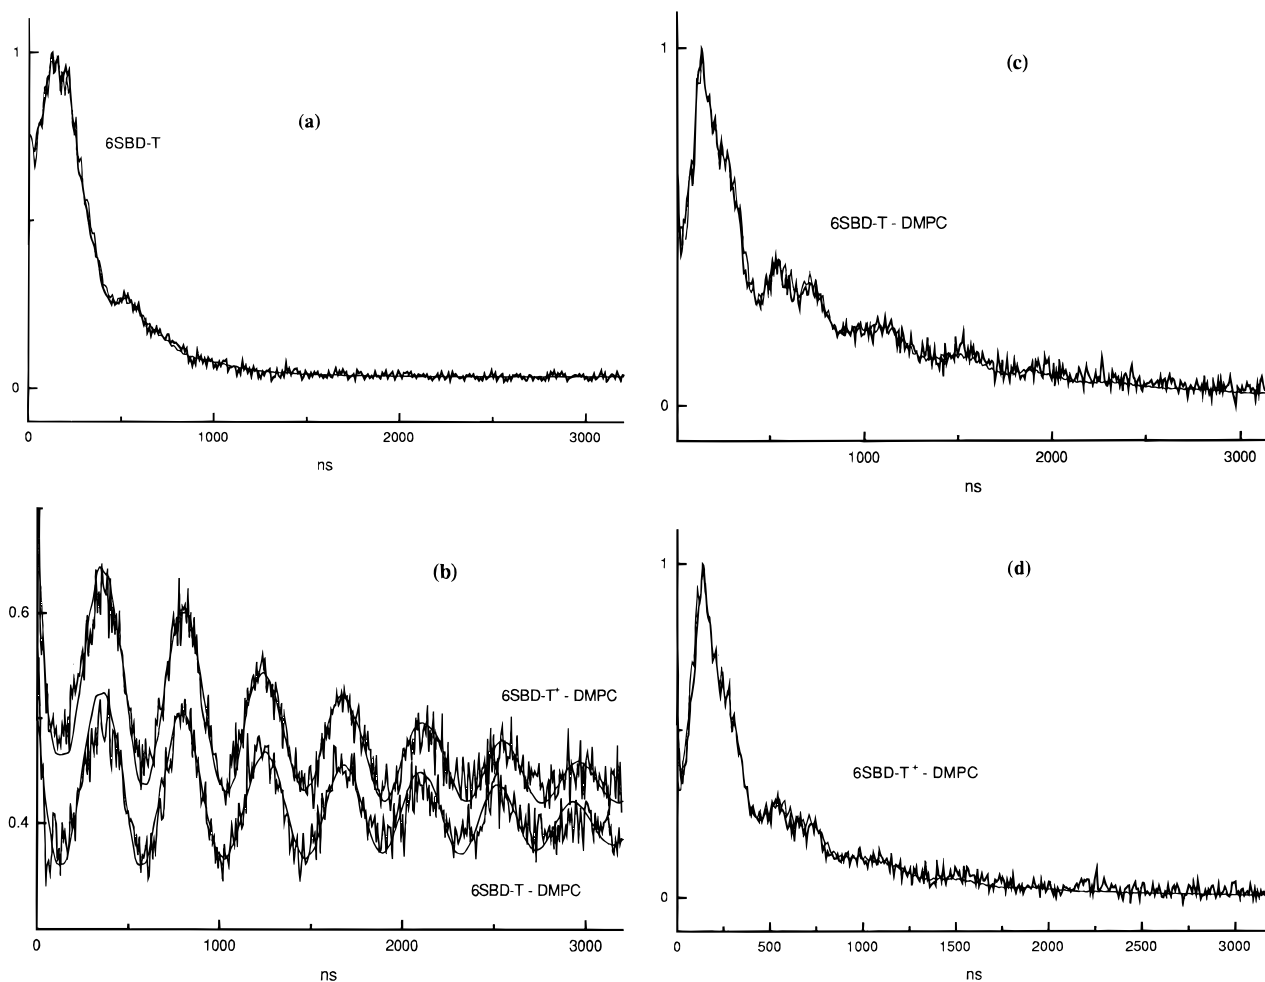 1
(a)
6SBD-T
0
0 1000 2000 3000
ns
1
(c)
6SBD-T - DMPC
0
1000 2000 3000
ns
(b)
0.6
6SBD-T⁺ - DMPC
0.4
6SBD-T - DMPC
0 1000 2000 3000
ns
1
(d)
6SBD-T⁺ - DMPC
0
0 500 1000 1500 2000 2500 3000
ns